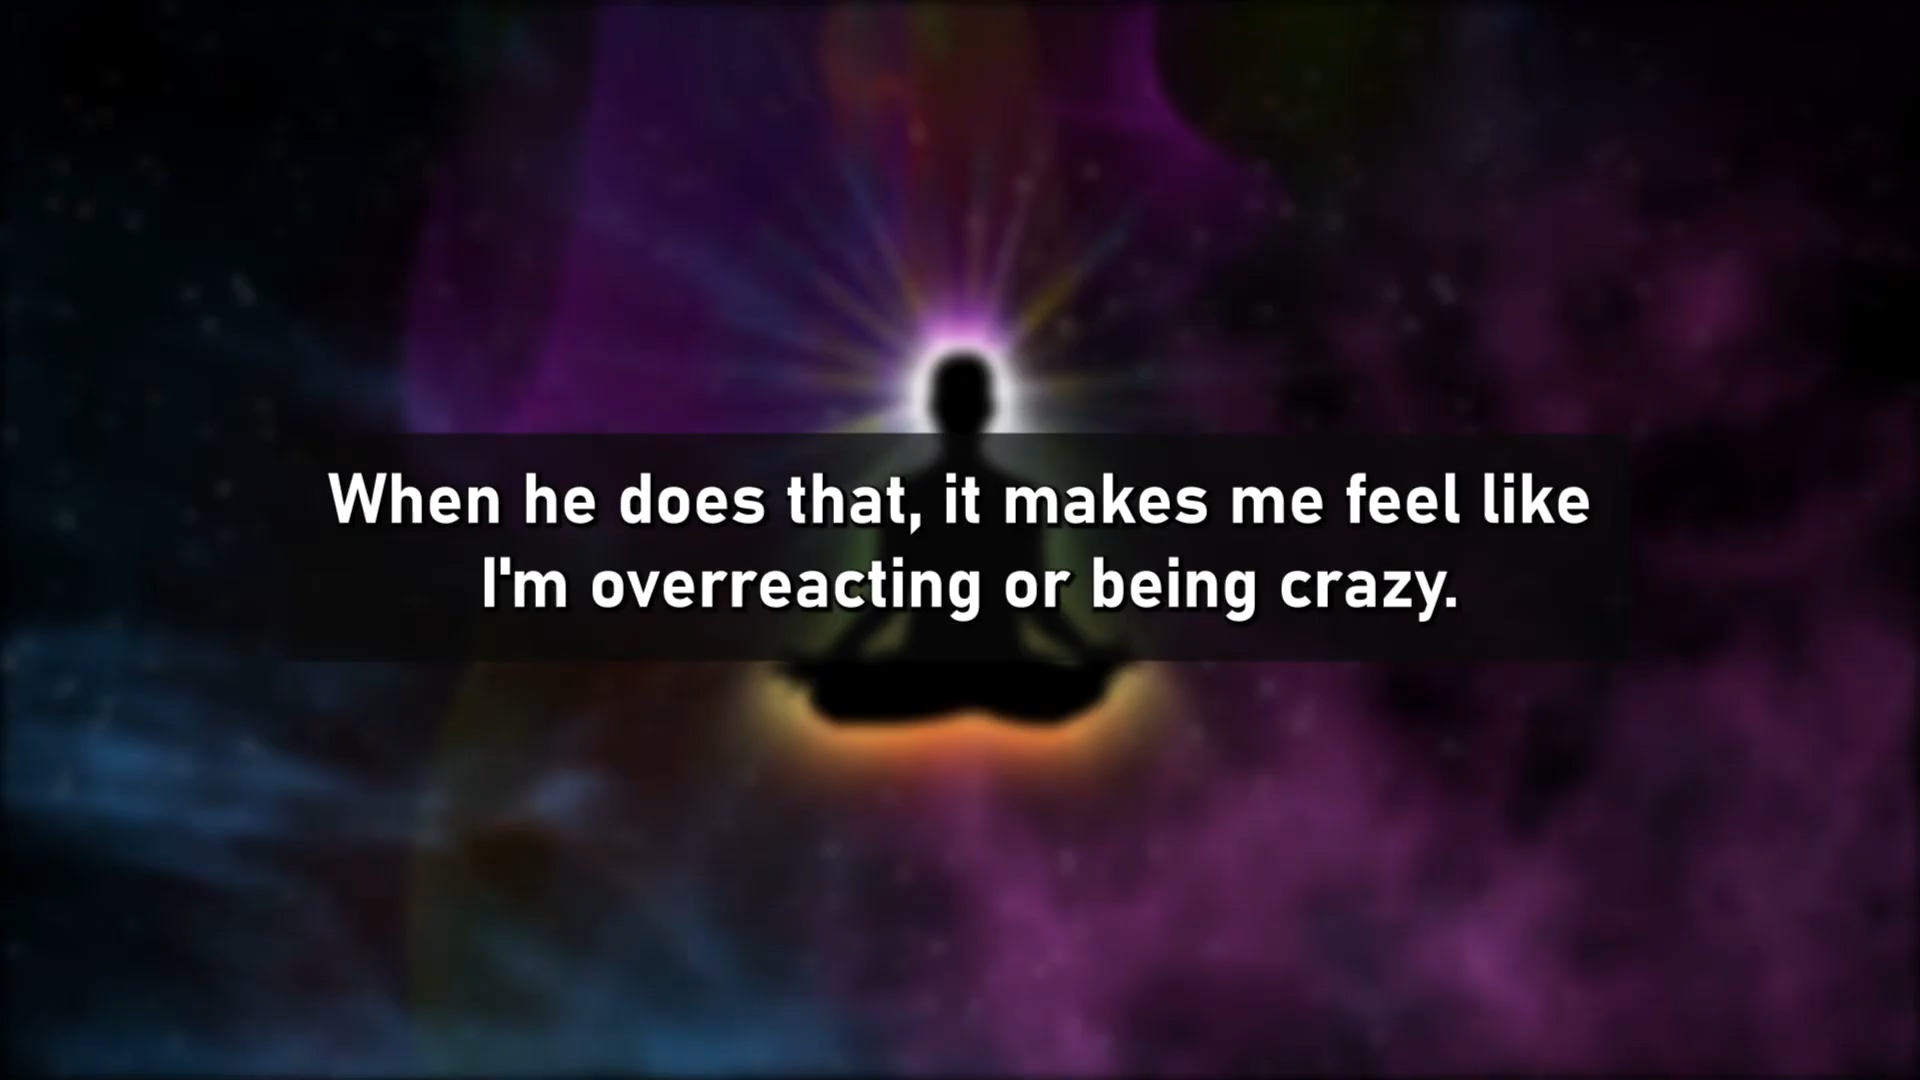 When he does that, it makes me feel like
I'm overreacting or being crazy.